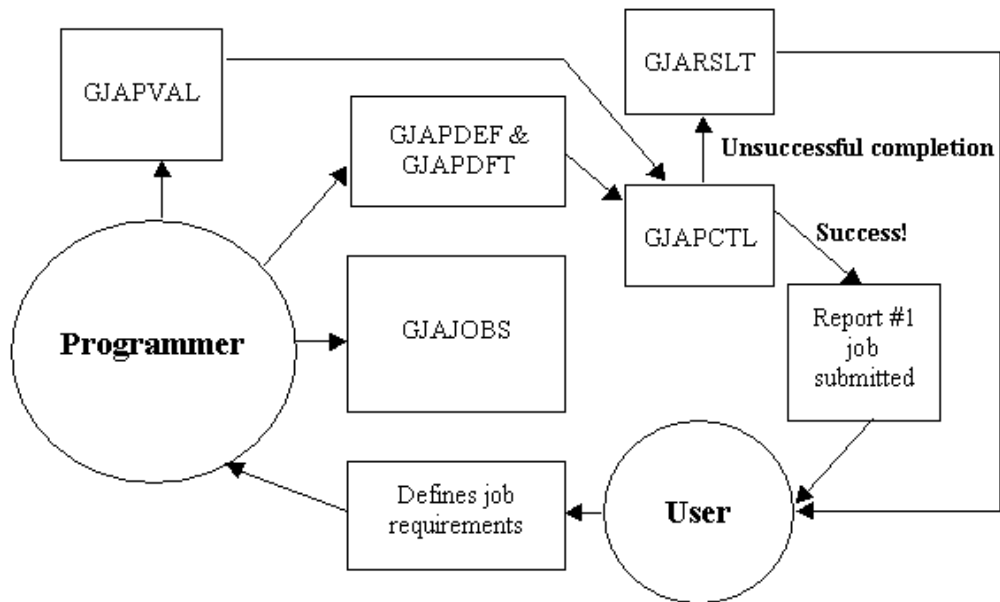 GJAPVAL
GJARSLT
GJAPDEF &
GJAPDFT
Unsuccessful completion
GJAPCTL
Success!
Programmer
GJAJOBS
Report #1
job
submitted
Defines job
requirements
User